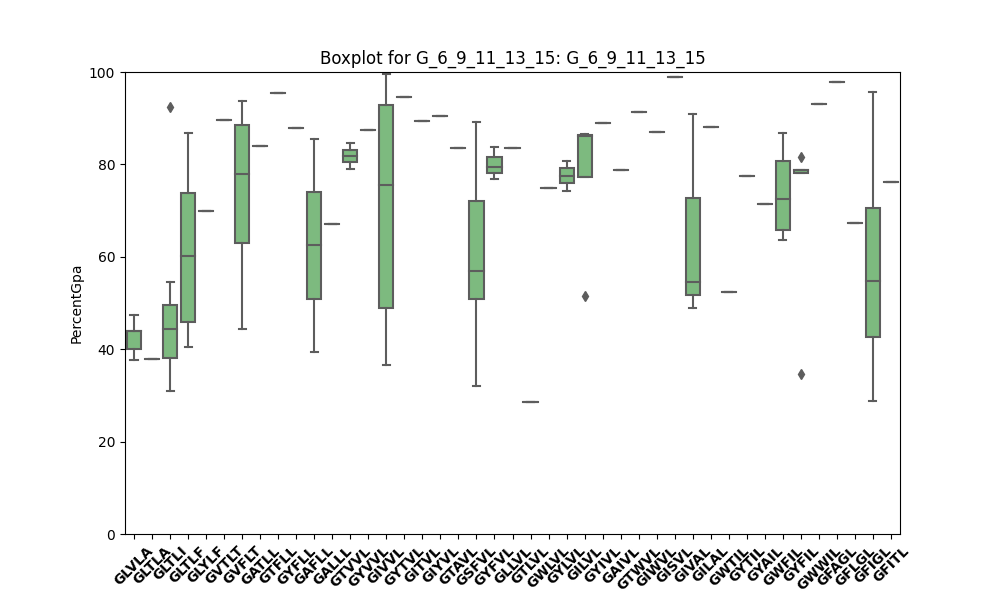 Boxplot for G_6_9_11_13_15: G_6_9_11_13_15
PercentGpa
100
80
60
40
20
0
GLVLA
GLTLA
GLTLI
GLTLF
GLYLF
GVTLT
GVFLT
GATLL
GTFLL
GYFLL
GAFLL
GALLL
GTVVL
GYVVL
GIVVL
GYTVL
GITVL
GIYVL
GTAVL
GSFVL
GYFVL
GLLVL
GTLVL
GWLVL
GYLVL
GILVL
GYIVL
GAIVL
GTWVL
GIWVL
GISVL
GIVAL
GILAL
GWTIL
GYTIL
GYAIL
GWFIL
GYFIL
GWWIL
GFAGL
GFLGL
GFIGL
GFITL